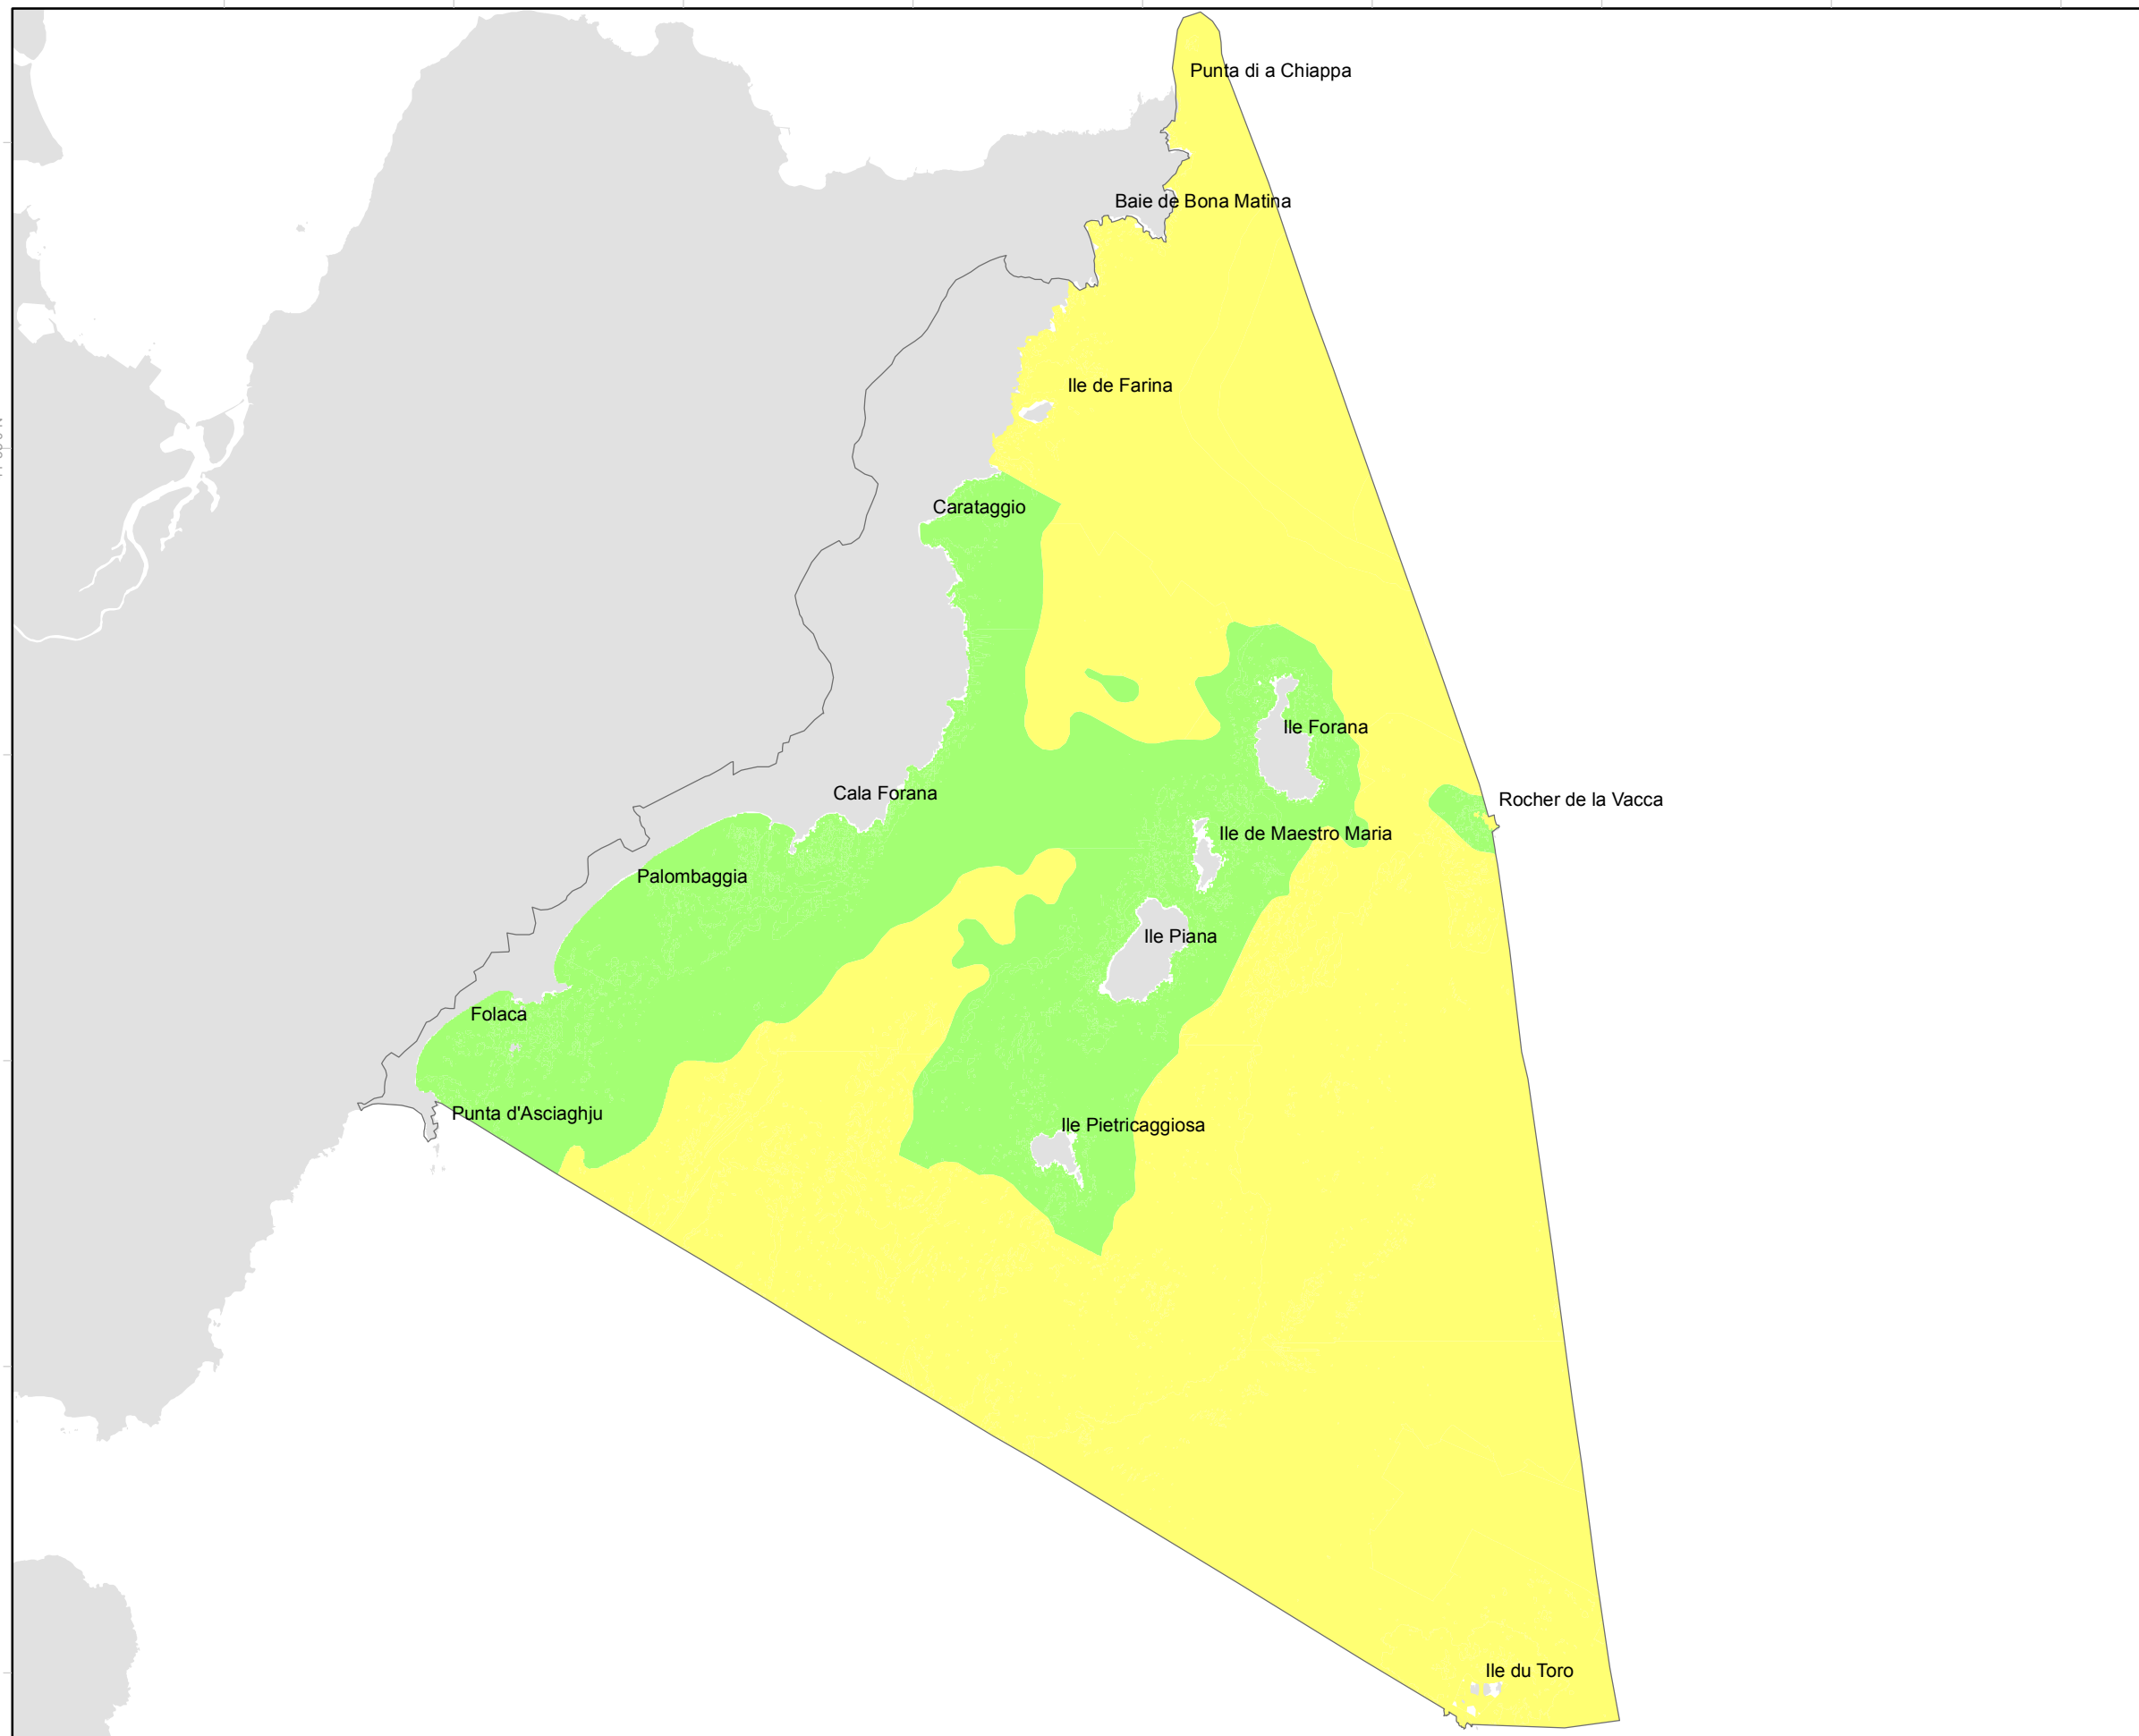 Punta di a Chiappa
Baie de Bona Matina
Ile de Farina
Carataggio
Ile Forana
Cala Forana
Rocher de la Vacca
Ile de Maestro Maria
Palombaggia
Ile Piana
Folaca
Punta d'Asciaghju
Ile Pietricaggiosa
Ile du Toro